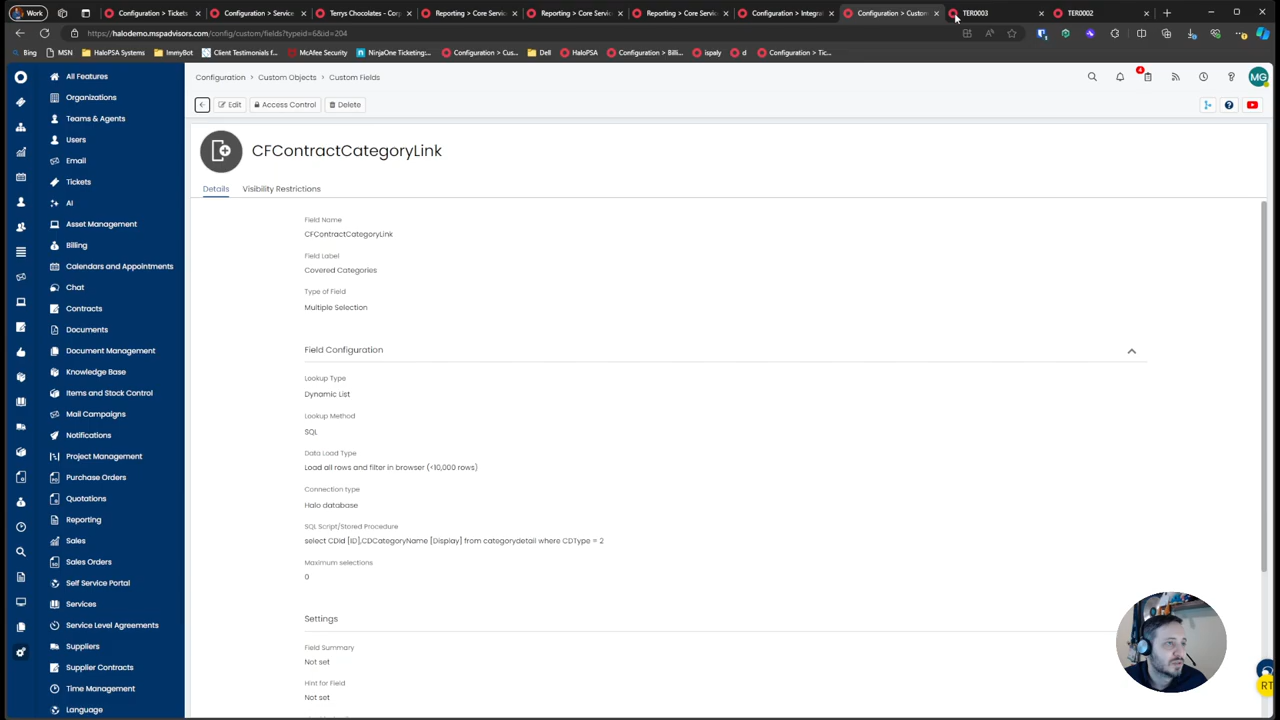 Work
Configuration > Tickets
Configuration > Service
Terrys Chocolates - Cor
Reporting > Core Servic
Reporting > Core Servic
Reporting > Core Servic
Configuration > Integrat
Configuration > Custom
TER0003
TER0002
https://halodemo.mspadvisors.com/config/custom/fields?typeid=6&id=204
Bing
MSN
HaloPSA Systems
ImmyBot
Client Testimonials f...
McAfee Security
NinjaOne Ticketing:...
Configuration > Cus...
HaloPSA
Configuration > Billi...
ispaly
d
Configuration > Tic...
All Features
Organizations
Teams & Agents
Users
Email
Tickets
AI
Asset Management
Billing
Calendars and Appointments
Chat
Contracts
Documents
Document Management
Knowledge Base
Items and Stock Control
Mail Campaigns
Notifications
Project Management
Purchase Orders
Quotations
Reporting
Sales
Sales Orders
Self Service Portal
Services
Service Level Agreements
Suppliers
Supplier Contracts
Time Management
Language
Configuration > Custom Objects > Custom Fields
4
MG
Edit
Access Control
Delete
CFContractCategoryLink
Details
Visibility Restrictions
Field Name
CFContractCategoryLink
Field Label
Covered Categories
Type of Field
Multiple Selection
Field Configuration
Lookup Type
Dynamic List
Lookup Method
SQL
Data Load Type
Load all rows and filter in browser (<10,000 rows)
Connection type
Halo database
SQL Script/Stored Procedure
select CDId [ID],CDCategoryName [Display] from categorydetail where CDType = 2
Maximum selections
0
Settings
Field Summary
Not set
Hint for Field
Not set
RT